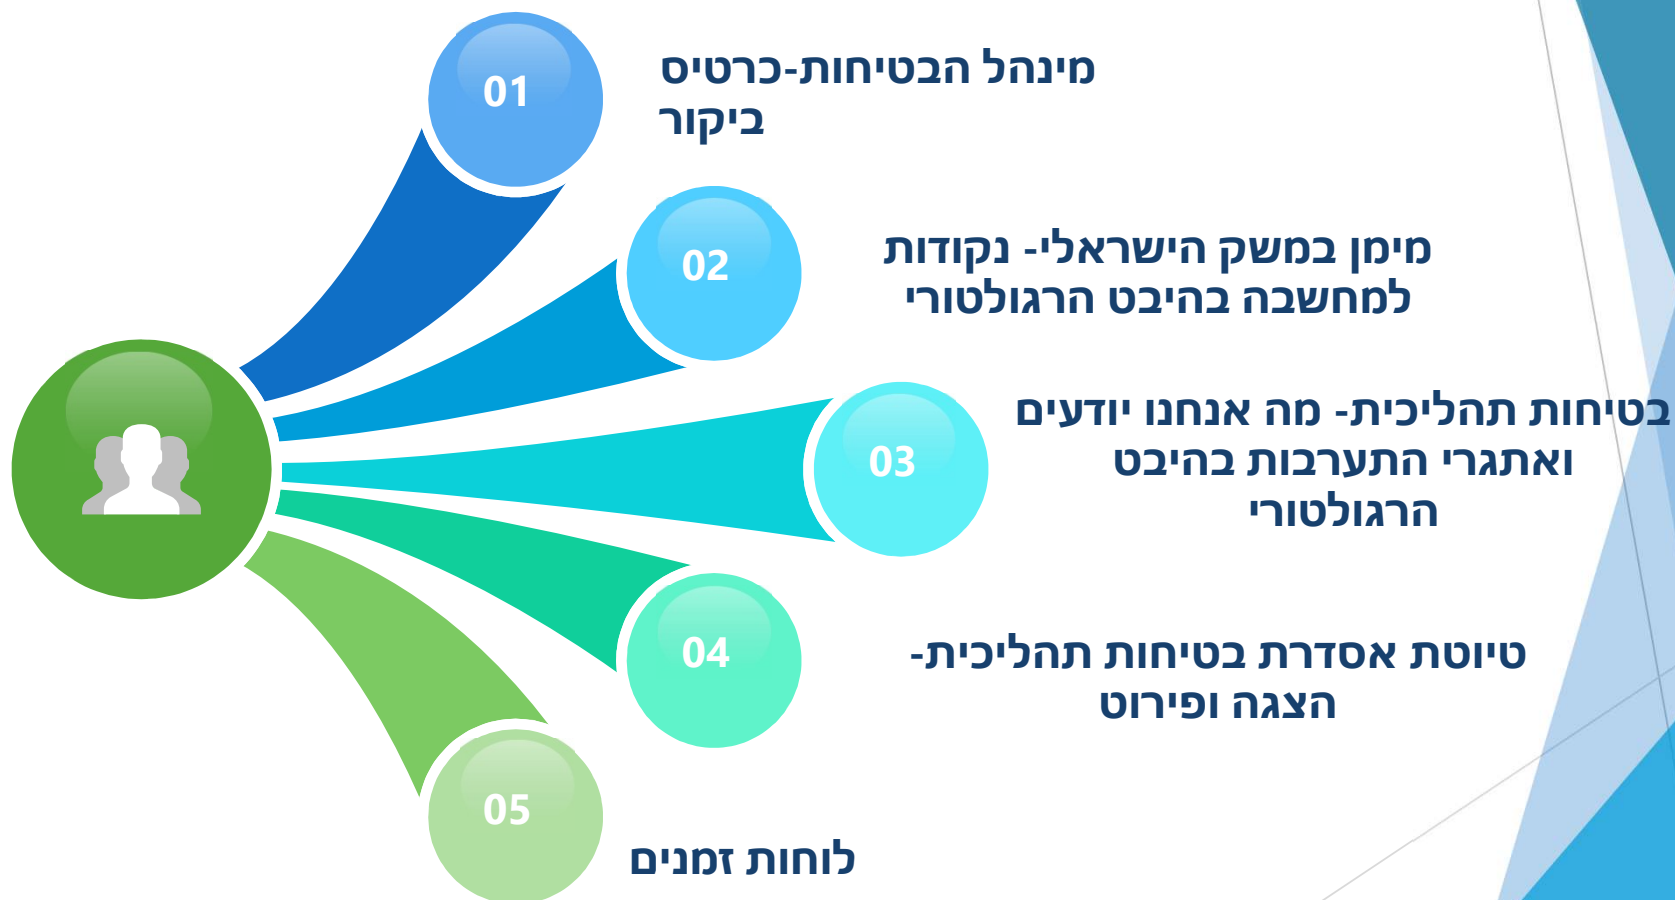 01
מינהל הבטיחות-כרטיס
ביקור
02
מימן במשק הישראלי- נקודות
למחשבה בהיבט הרגולטורי
03
בטיחות תהליכית- מה אנחנו יודעים
ואתגרי התערבות בהיבט
הרגולטורי
04
טיוטת אסדרת בטיחות תהליכית-
הצגה ופירוט
05
לוחות זמנים